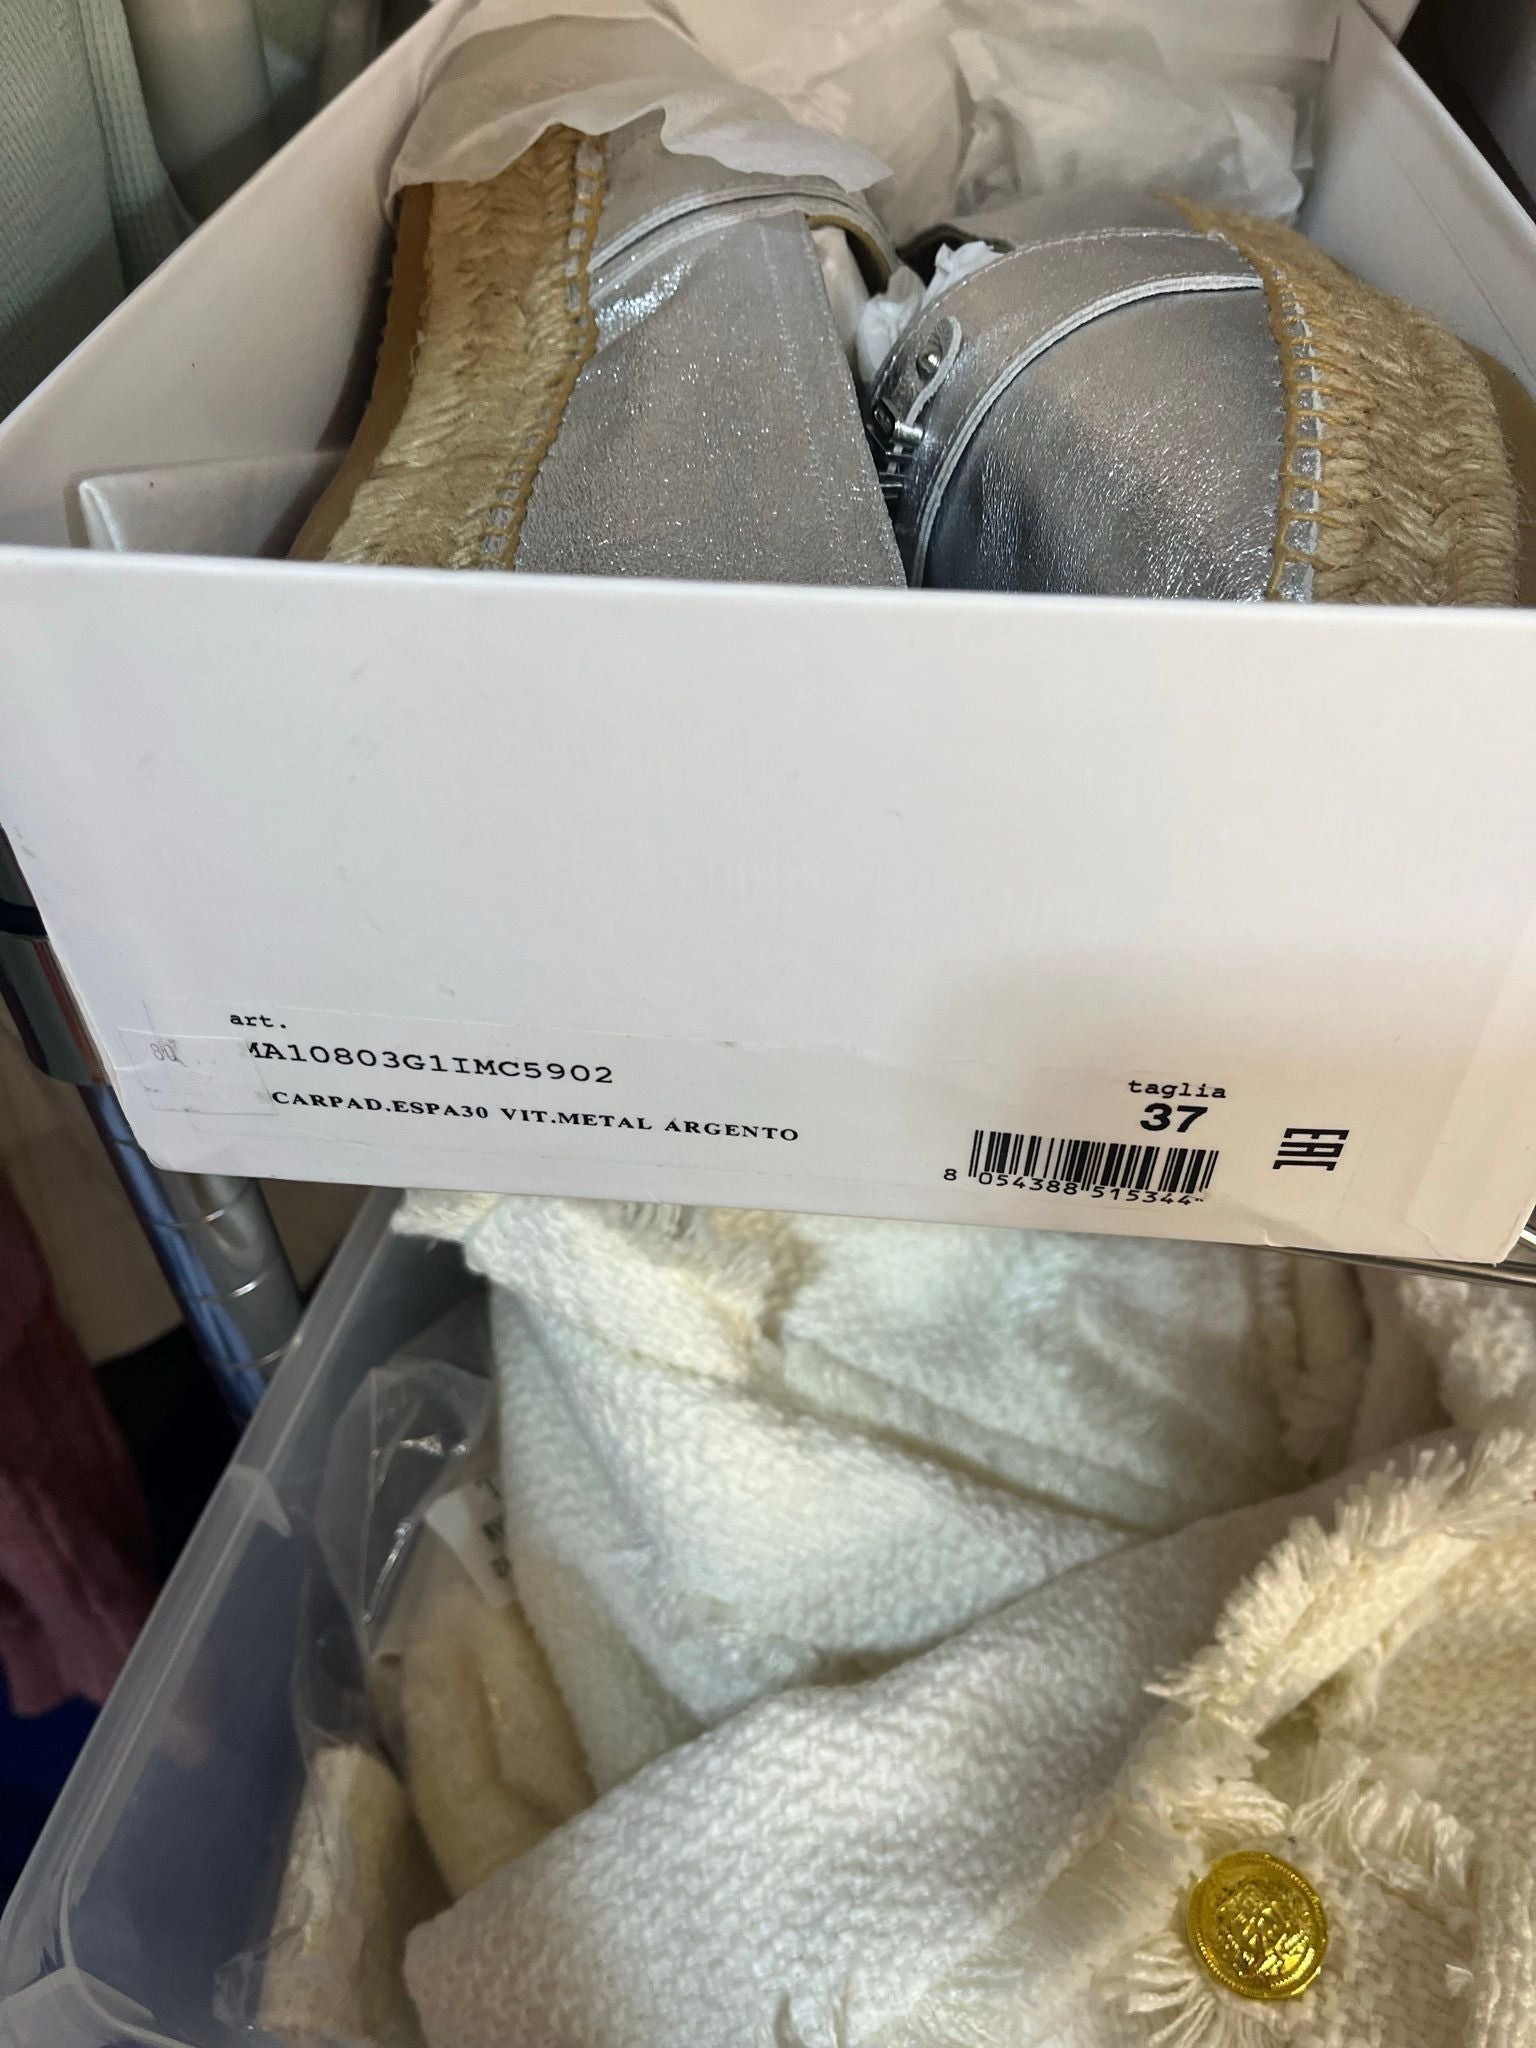 art.
MA10803G1IMC5902
CARPAD.ESPA30 VIT.METAL ARGENTO
taglia
37
8 054388 515344
EAC